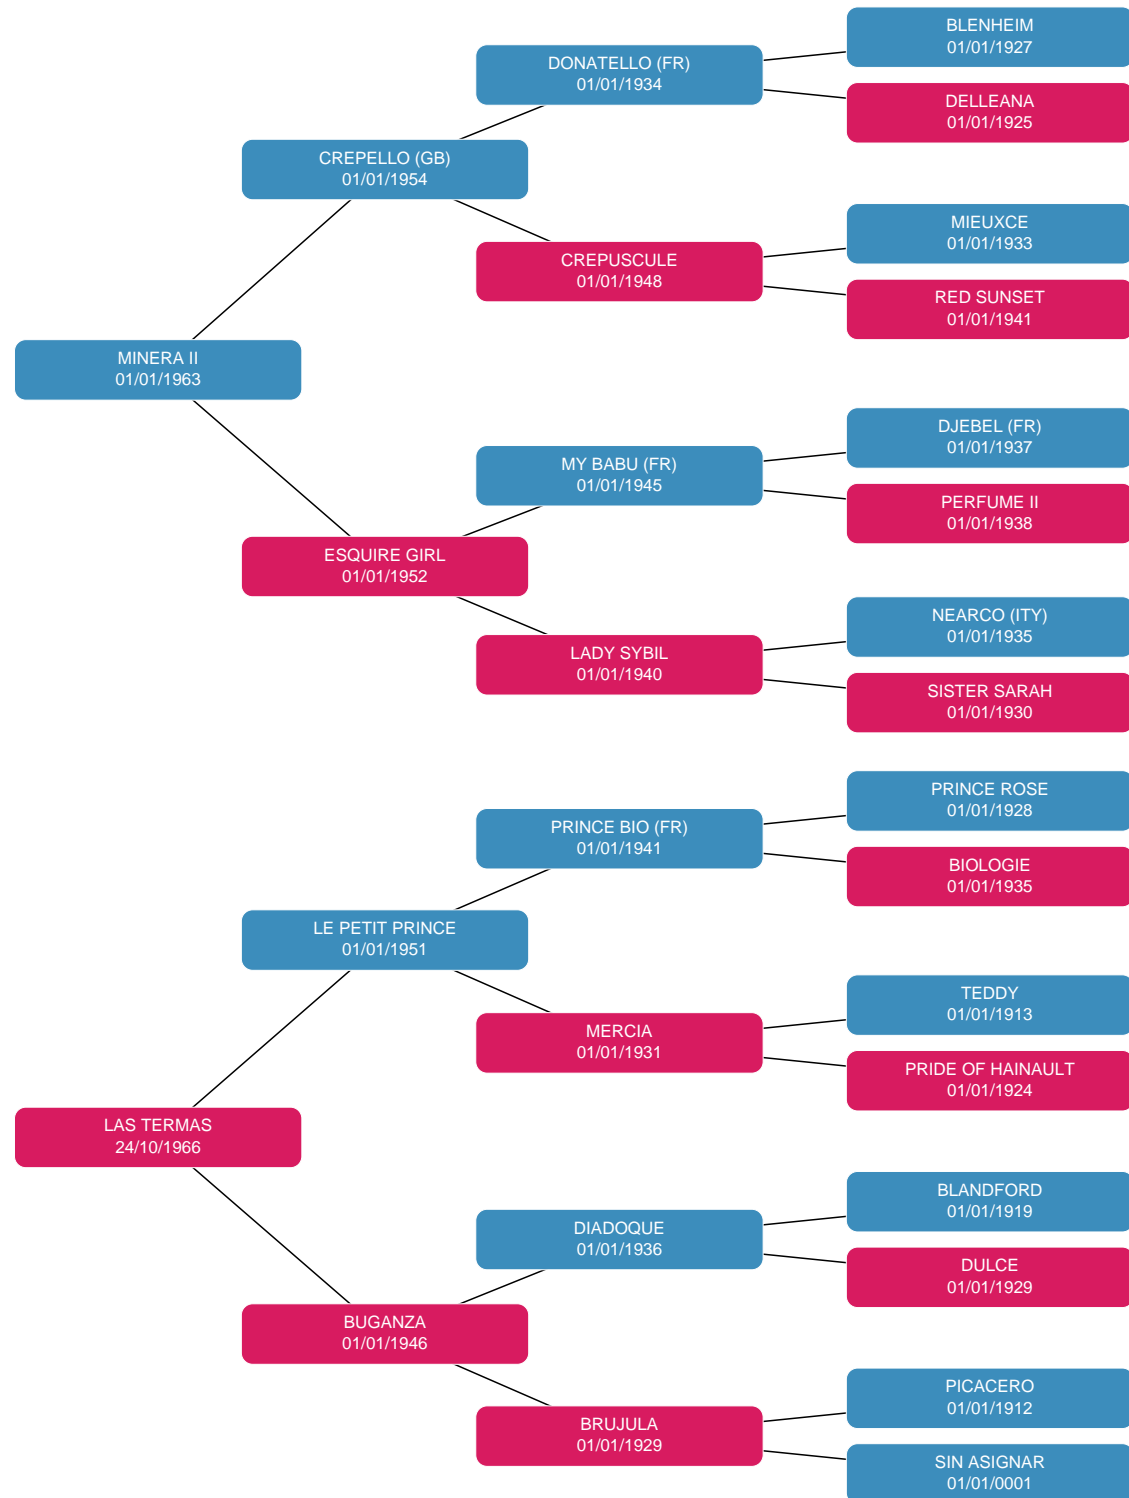 BLENHEIM
01/01/1927
DONATELLO (FR)
01/01/1934
DELLEANA
01/01/1925
CREPELLO (GB)
01/01/1954
MIEUXCE
01/01/1933
CREPUSCULE
01/01/1948
RED SUNSET
01/01/1941
MINERA II
01/01/1963
DJEBEL (FR)
01/01/1937
MY BABU (FR)
01/01/1945
PERFUME II
01/01/1938
ESQUIRE GIRL
01/01/1952
NEARCO (ITY)
01/01/1935
LADY SYBIL
01/01/1940
SISTER SARAH
01/01/1930
PRINCE ROSE
01/01/1928
PRINCE BIO (FR)
01/01/1941
BIOLOGIE
01/01/1935
LE PETIT PRINCE
01/01/1951
TEDDY
01/01/1913
MERCIA
01/01/1931
PRIDE OF HAINAULT
01/01/1924
LAS TERMAS
24/10/1966
BLANDFORD
01/01/1919
DIADOQUE
01/01/1936
DULCE
01/01/1929
BUGANZA
01/01/1946
PICACERO
01/01/1912
BRUJULA
01/01/1929
SIN ASIGNAR
01/01/0001